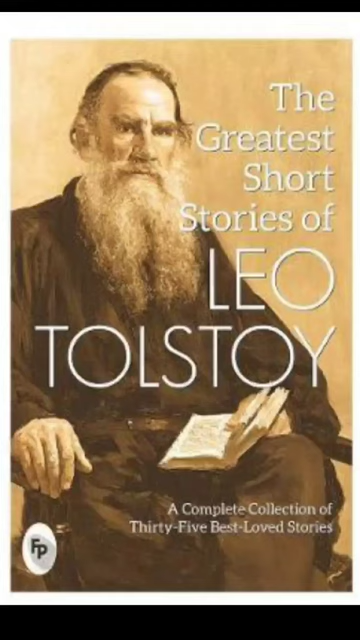 The
Greatest
Short
Stories of
LEO
TOLSTOY
A Complete Collection of
Thirty-Five Best-Loved Stories
FP